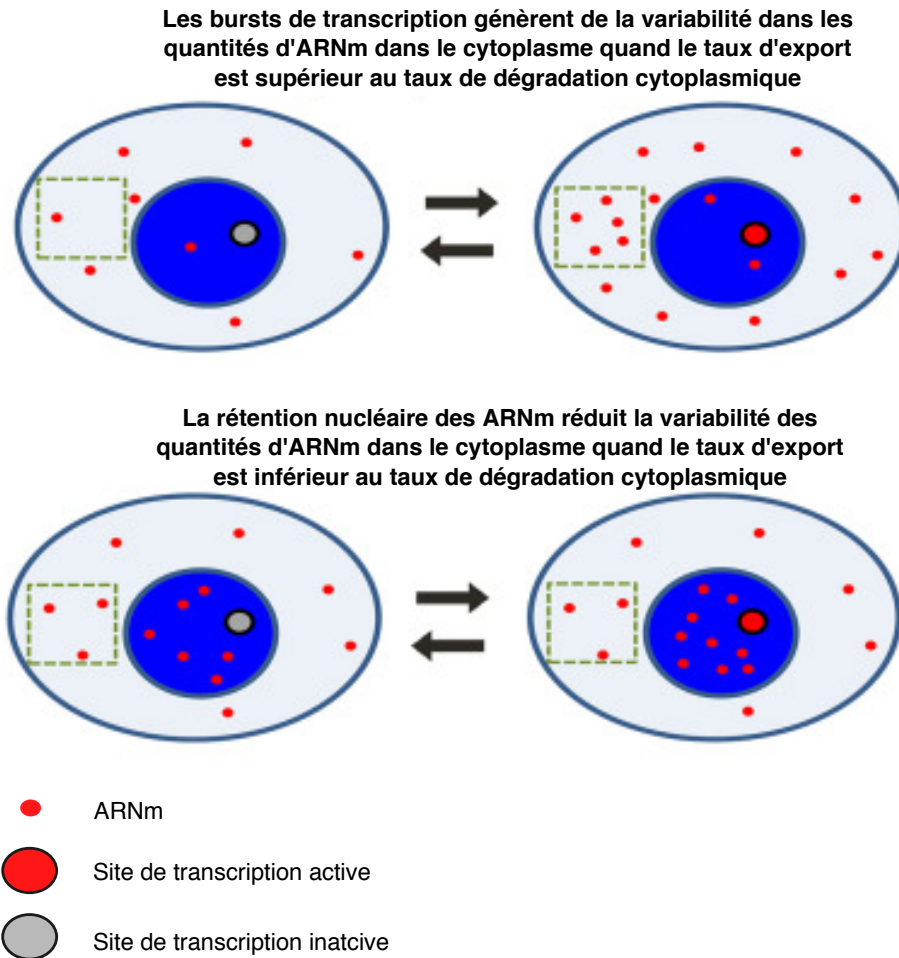 Les bursts de transcription génèrent de la variabilité dans les
quantités d'ARNm dans le cytoplasme quand le taux d'export
est supérieur au taux de dégradation cytoplasmique
La rétention nucléaire des ARNm réduit la variabilité des
quantités d'ARNm dans le cytoplasme quand le taux d'export
est inférieur au taux de dégradation cytoplasmique
ARNm
Site de transcription active
Site de transcription inatcive